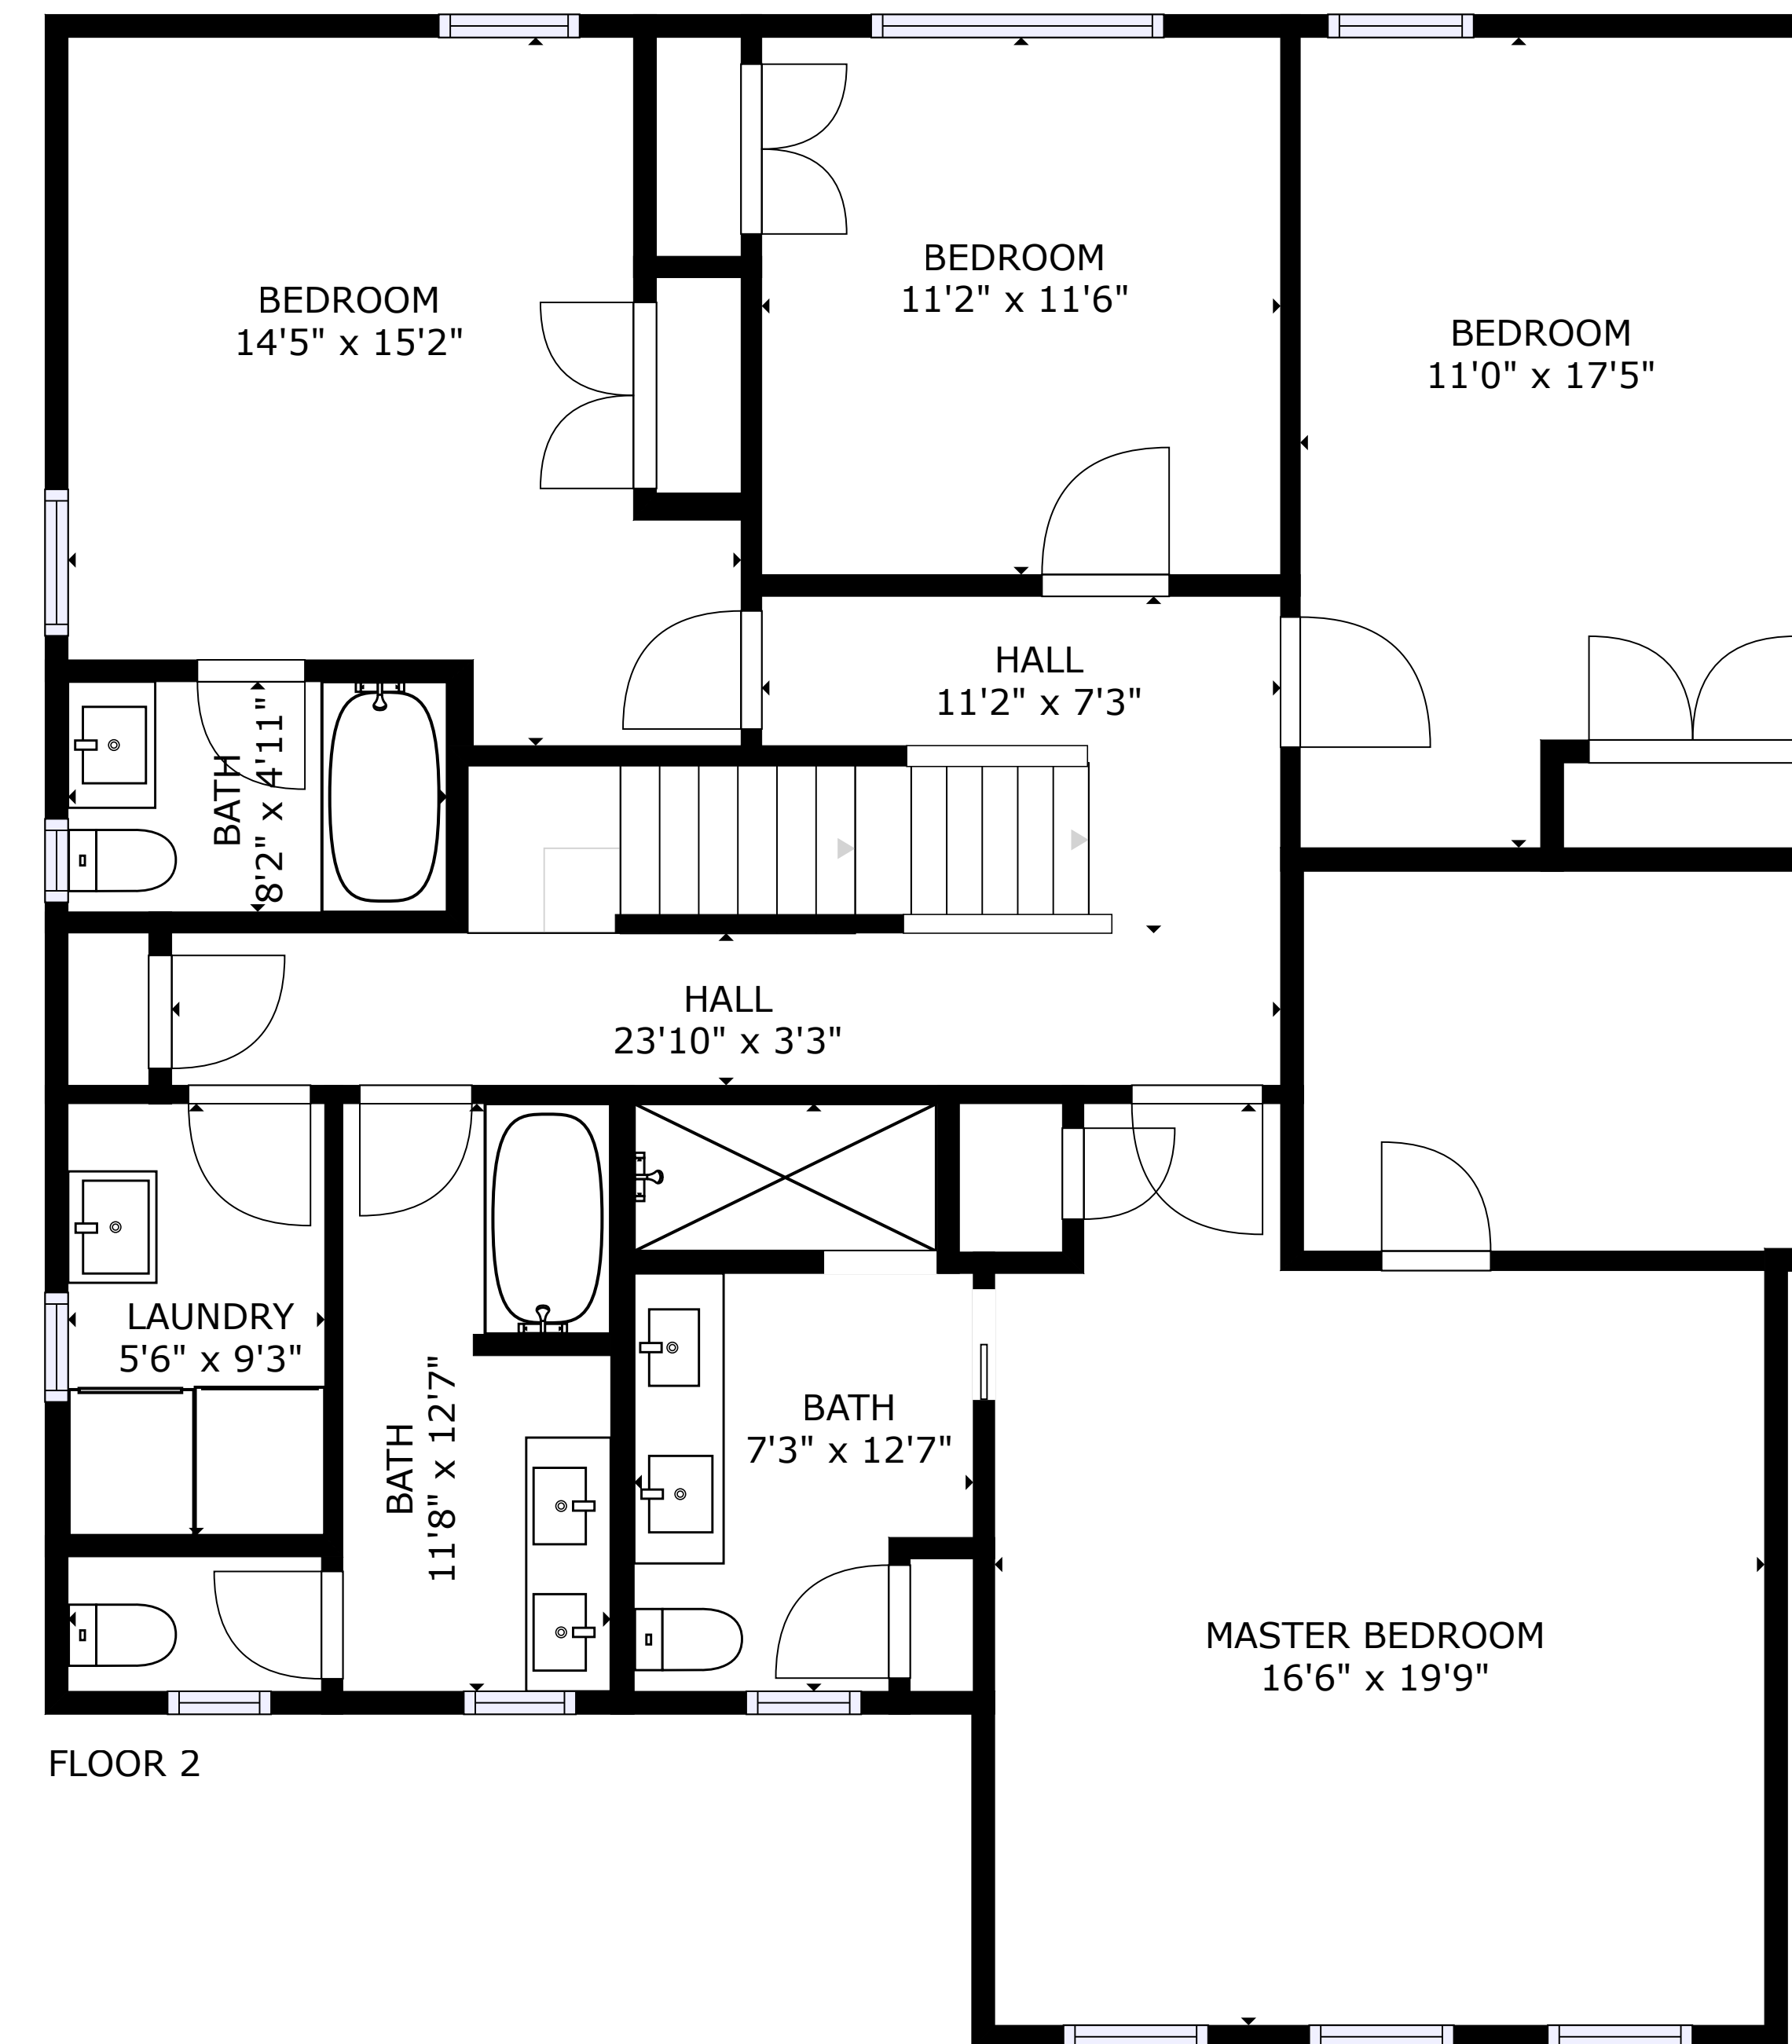 BEDROOM
14'5" x 15'2"
BEDROOM
11'2" x 11'6"
BEDROOM
11'0" x 17'5"
HALL
11'2" x 7'3"
BATH
8'2" x 4'11"
HALL
23'10" x 3'3"
LAUNDRY
5'6" x 9'3"
BATH
11'8" x 12'7"
BATH
7'3" x 12'7"
MASTER BEDROOM
16'6" x 19'9"
FLOOR 2